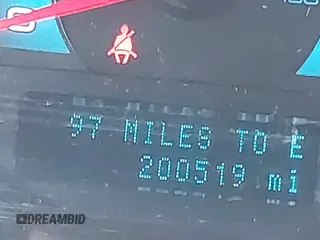 97 MILES TO E
200519 mi
DREAMBID